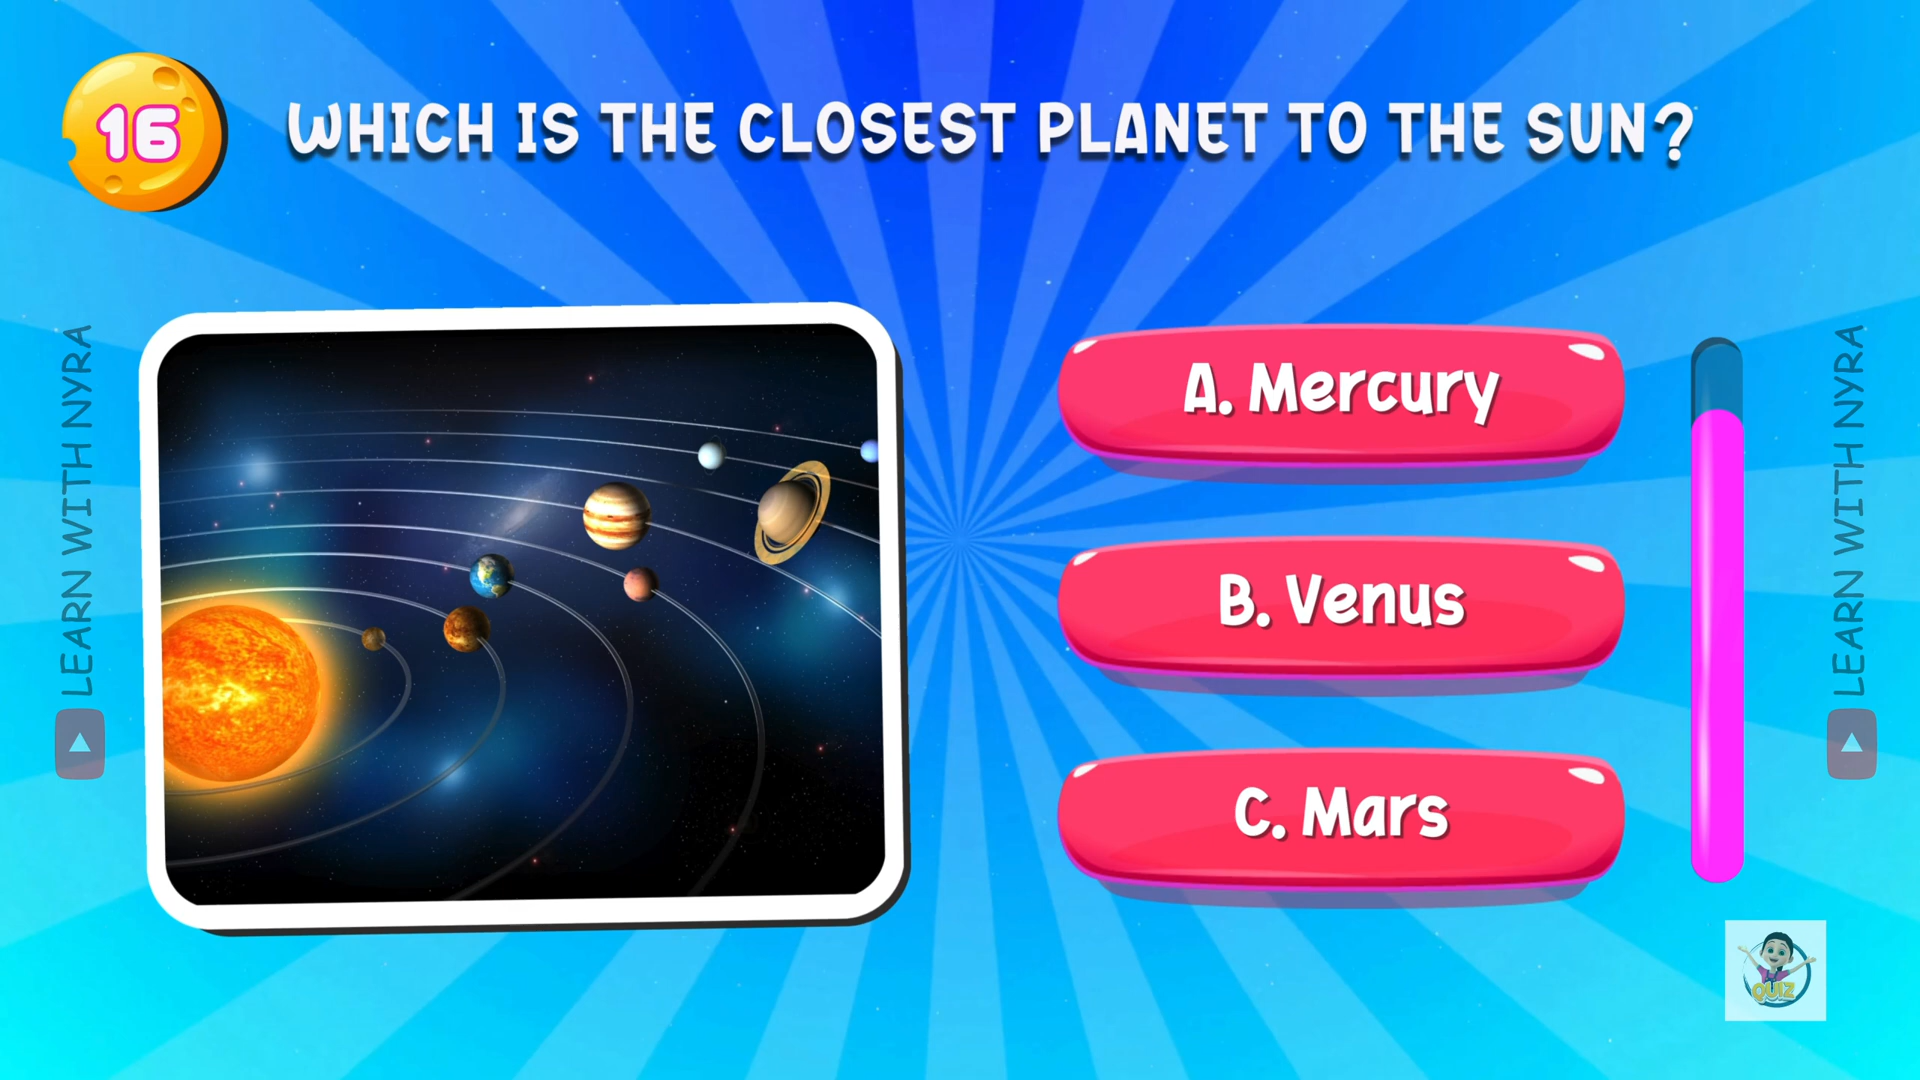 16
WHICH IS THE CLOSEST PLANET TO THE SUN?
LEARN WITH NYRA
A. Mercury
B. Venus
C. Mars
LEARN WITH NYRA
QUIZ